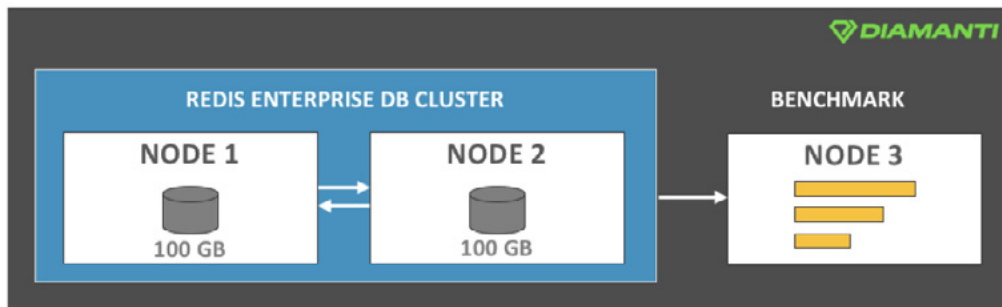 DIAMANTI
REDIS ENTERPRISE DB CLUSTER
BENCHMARK
NODE 1
NODE 2
NODE 3
100 GB
100 GB